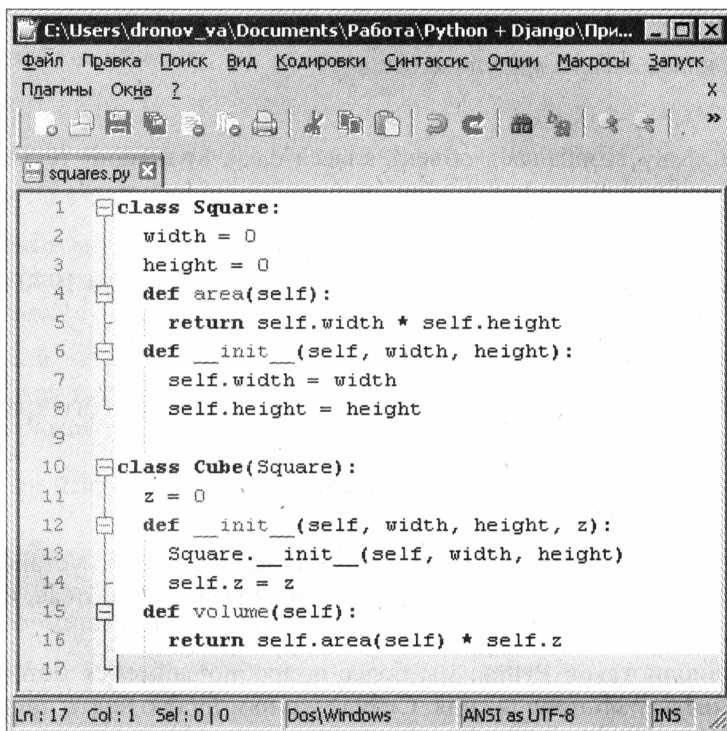 C:\Users\dronov_va\Documents\Работа\Python + Django\При...
Файл Правка Поиск Вид Кодировки Синтаксис Опции Макросы Запуск
Плагины Окна ? X
»
squares.py
1 class Square:
2 width = 0
3 height = 0
4 def area(self):
5 return self.width * self.height
6 def __init__(self, width, height):
7 self.width = width
8 self.height = height
9
10 class Cube(Square):
11 z = 0
12 def __init__(self, width, height, z):
13 Square.__init__(self, width, height)
14 self.z = z
15 def volume(self):
16 return self.area(self) * self.z
17
Ln : 17 Col : 1 Sel : 0 | 0 Dos\Windows ANSI as UTF-8 INS